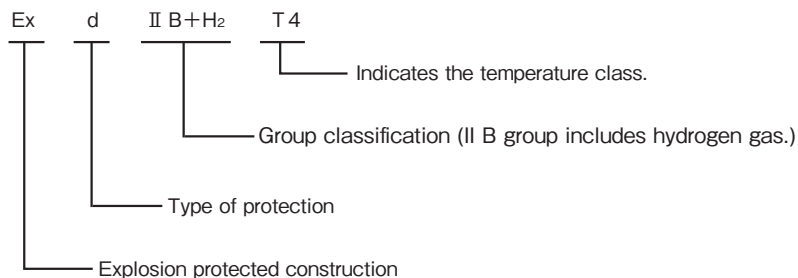 Ex d Ⅱ B+H₂ T4
Indicates the temperature class.
Group classification (II B group includes hydrogen gas.)
Type of protection
Explosion protected construction